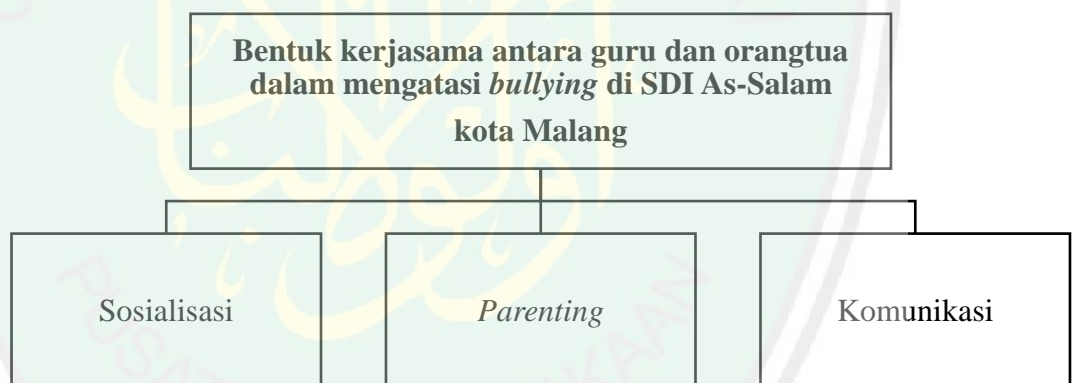 Bentuk kerjasama antara guru dan orangtua
dalam mengatasi bullying di SDI As-Salam
kota Malang
Sosialisasi
Parenting
Komunikasi